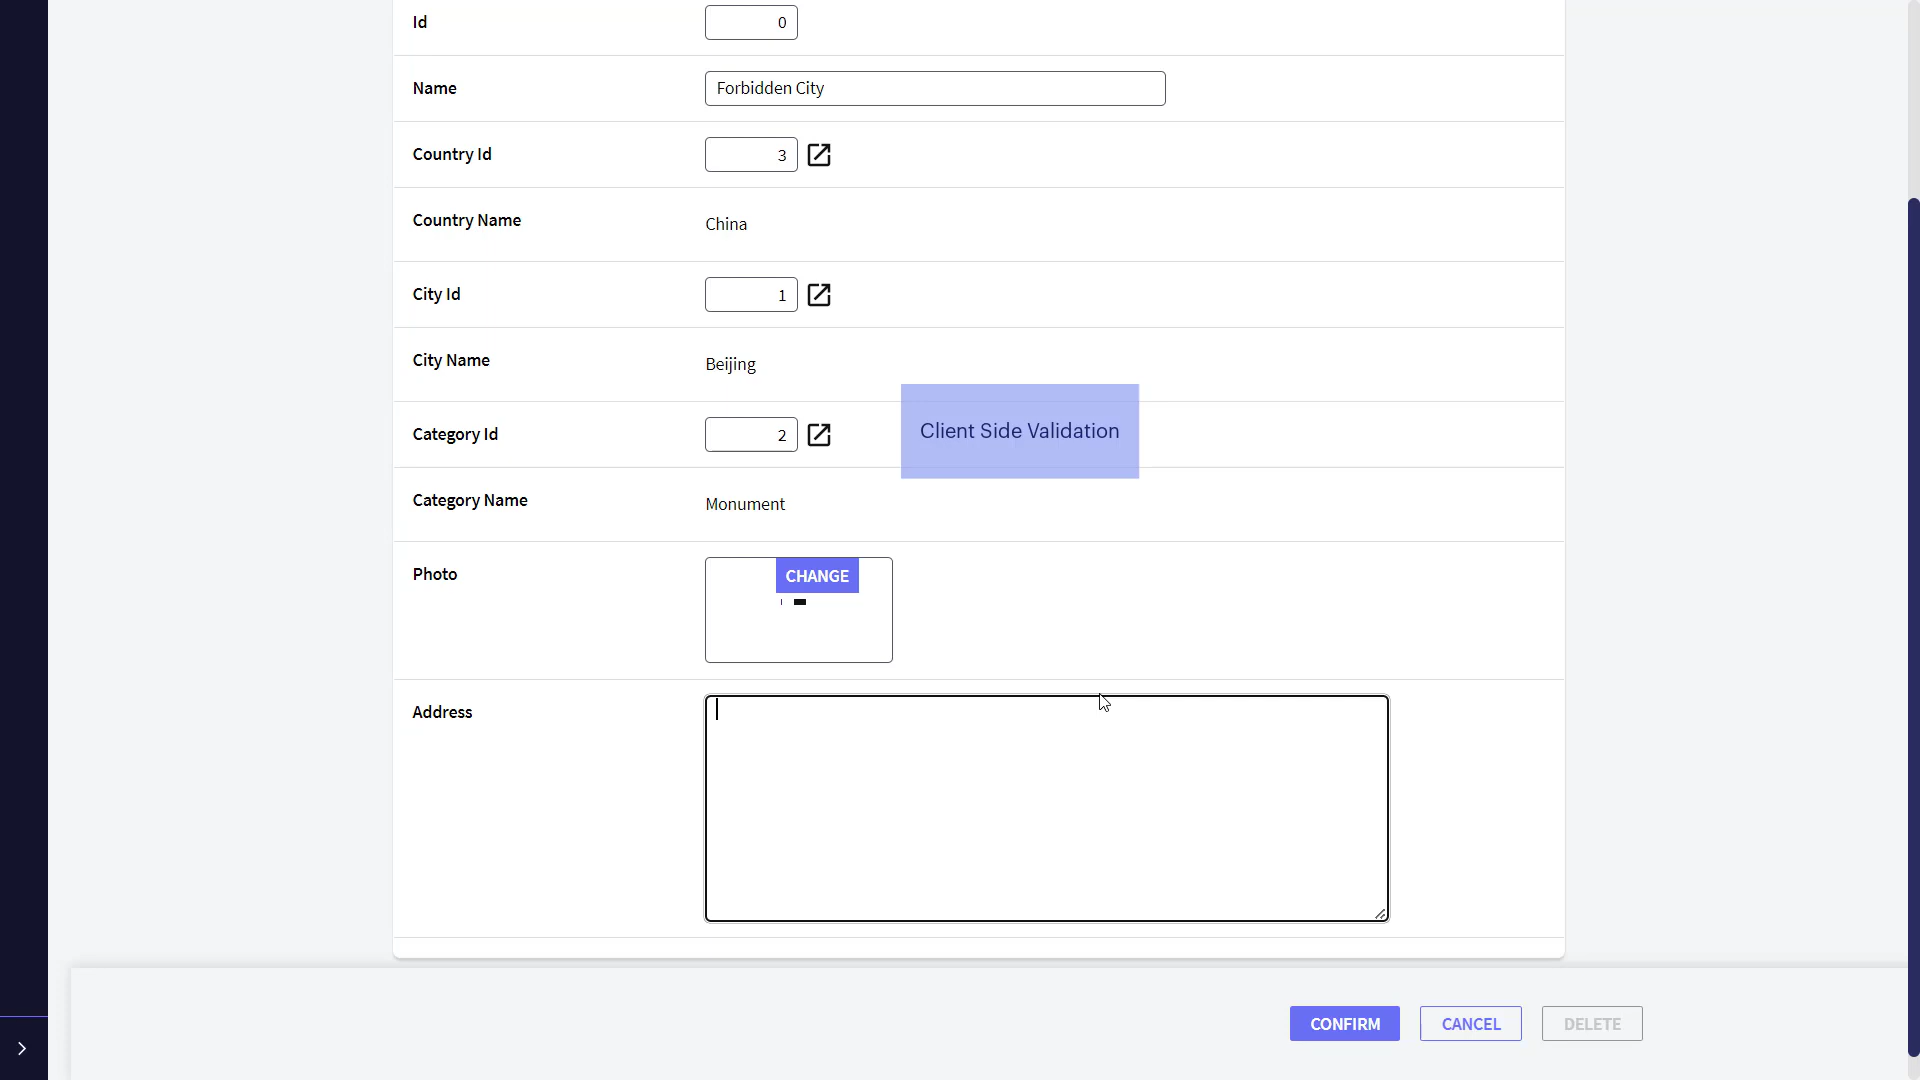 Id 0
Name Forbidden City
Country Id 3
Country Name China
City Id 1
City Name Beijing
Category Id 2
Client Side Validation
Category Name Monument
Photo CHANGE
Address
CONFIRM CANCEL DELETE